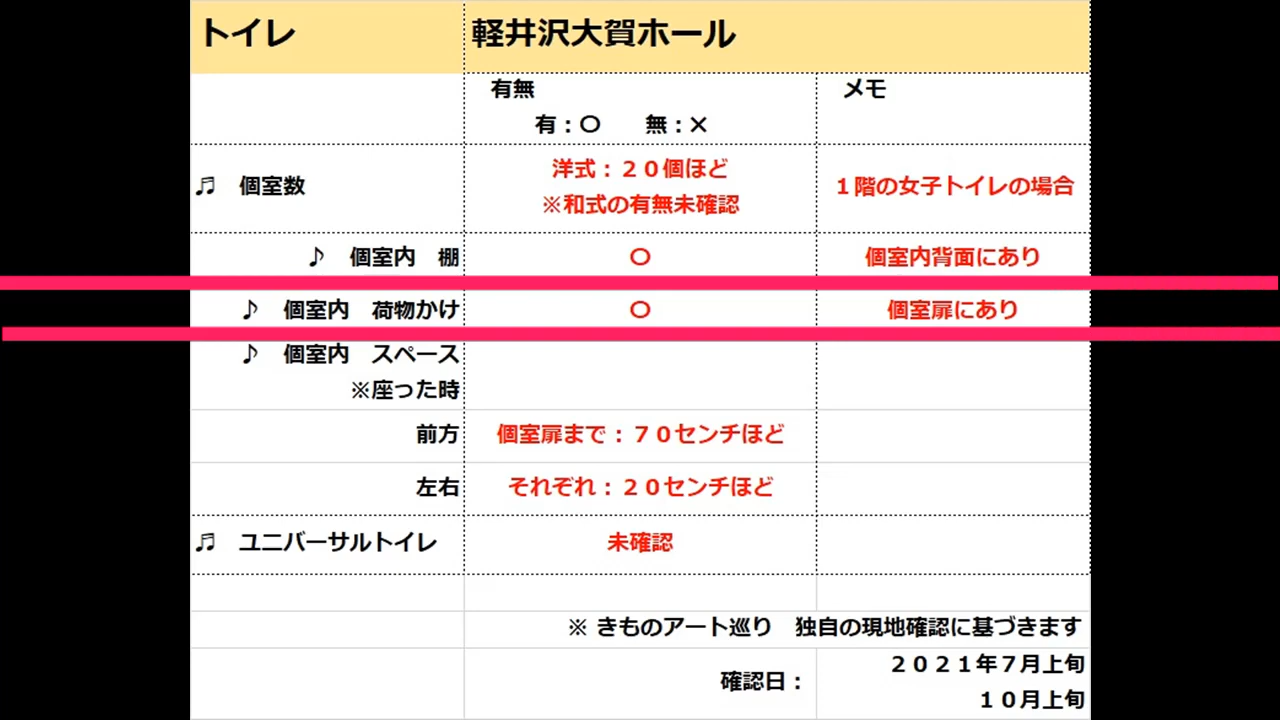 トイレ 軽井沢大賀ホール
有無 メモ
有：〇 無：✕
♬ 個室数 洋式：２０個ほど １階の女子トイレの場合
※和式の有無未確認
♪ 個室内 棚 〇 個室内背面にあり
♪ 個室内 荷物かけ 〇 個室扉にあり
♪ 個室内 スペース
※座った時
前方 個室扉まで：７０センチほど
左右 それぞれ：２０センチほど
♬ ユニバーサルトイレ 未確認
※ きものアート巡り 独自の現地確認に基づきます
確認日： ２０２１年７月上旬
１０月上旬